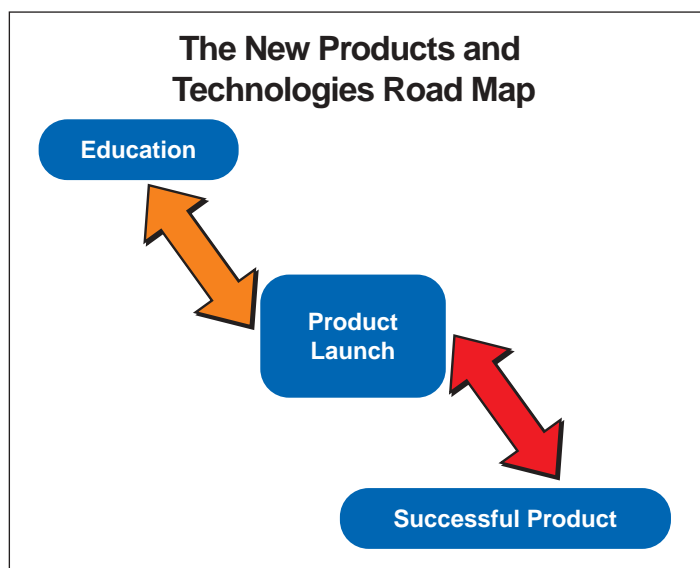 The New Products and
Technologies Road Map
Education
Product
Launch
Successful Product